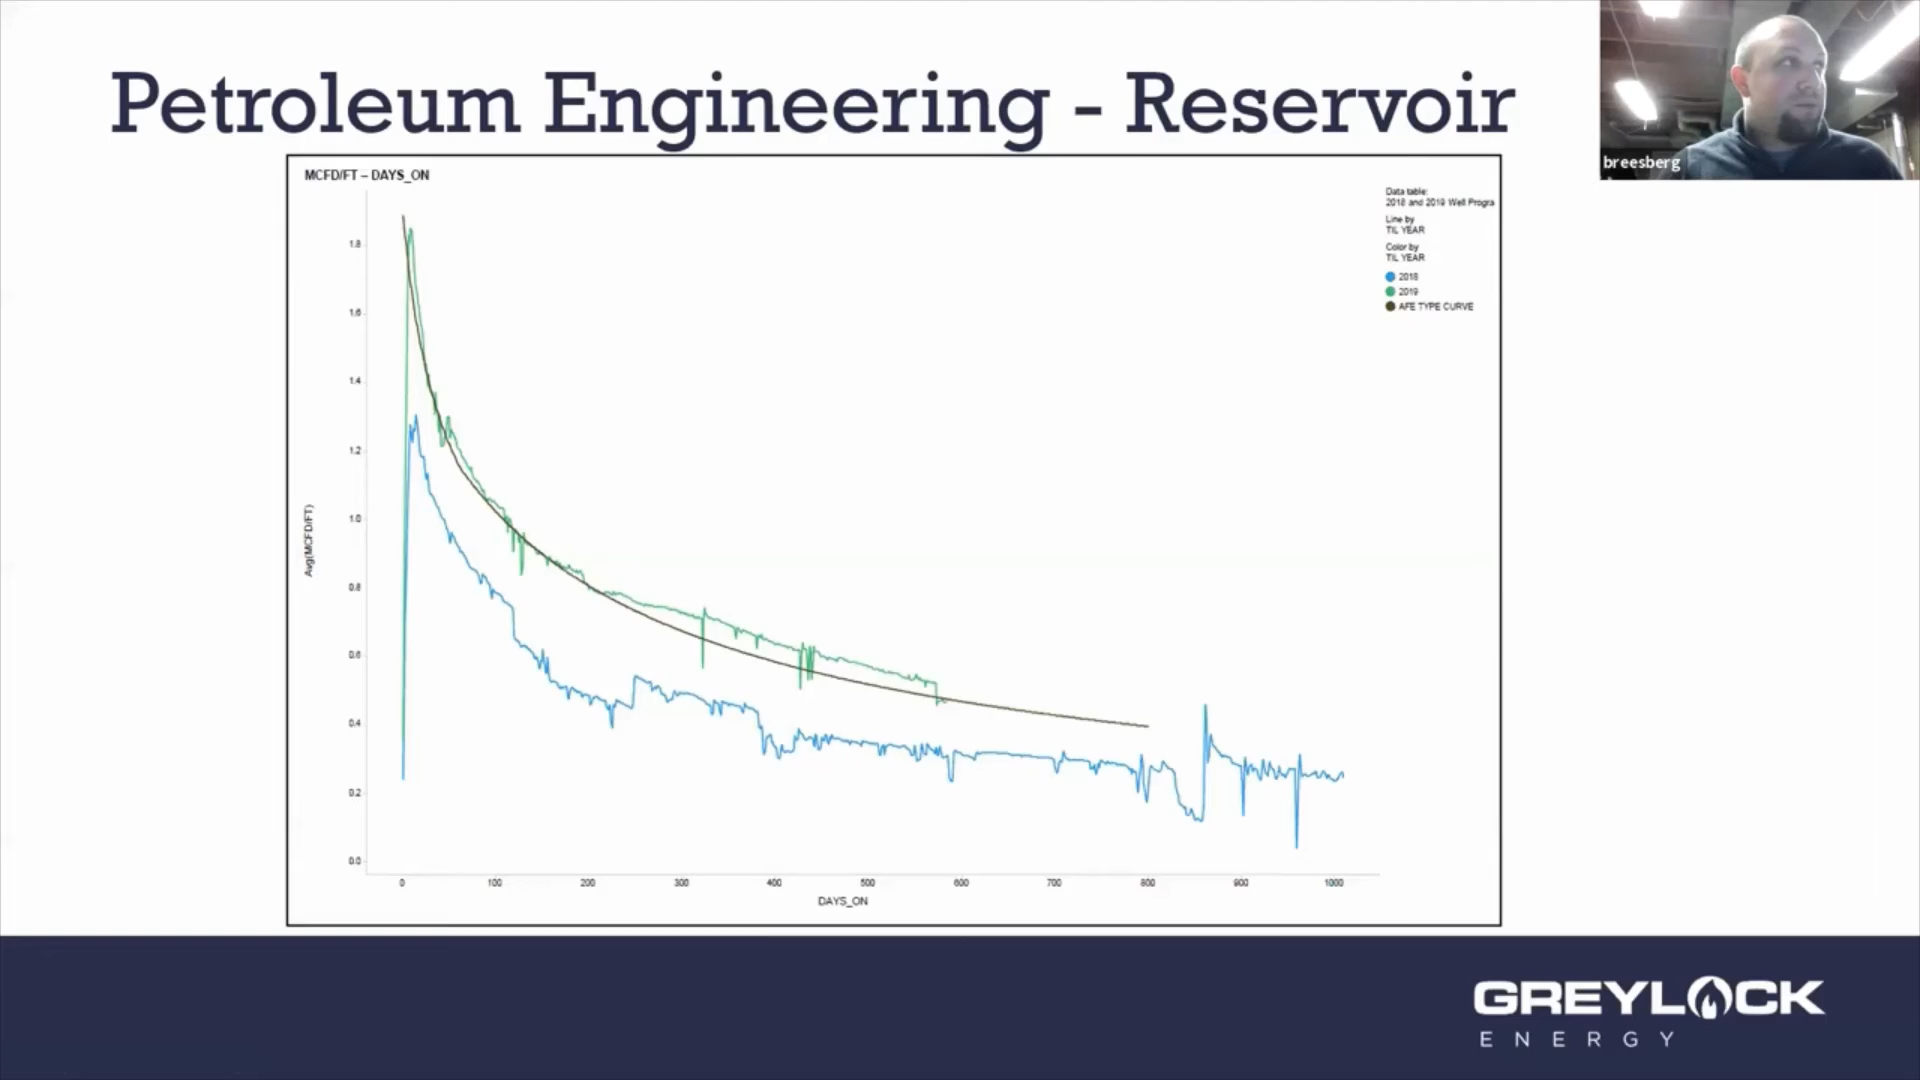 Petroleum Engineering - Reservoir
breesberg
MCFD/FT – DAYS_ON
Data table:
2018 and 2019 Well Progra
Line by
TIL YEAR
Color by
TIL YEAR
2018
2019
AFE TYPE CURVE
Avg(MCFD/FT)
1.8
1.6
1.4
1.2
1.0
0.8
0.6
0.4
0.2
0.0
0 100 200 300 400 500 600 700 800 900 1000
DAYS_ON
GREYLOCK
ENERGY